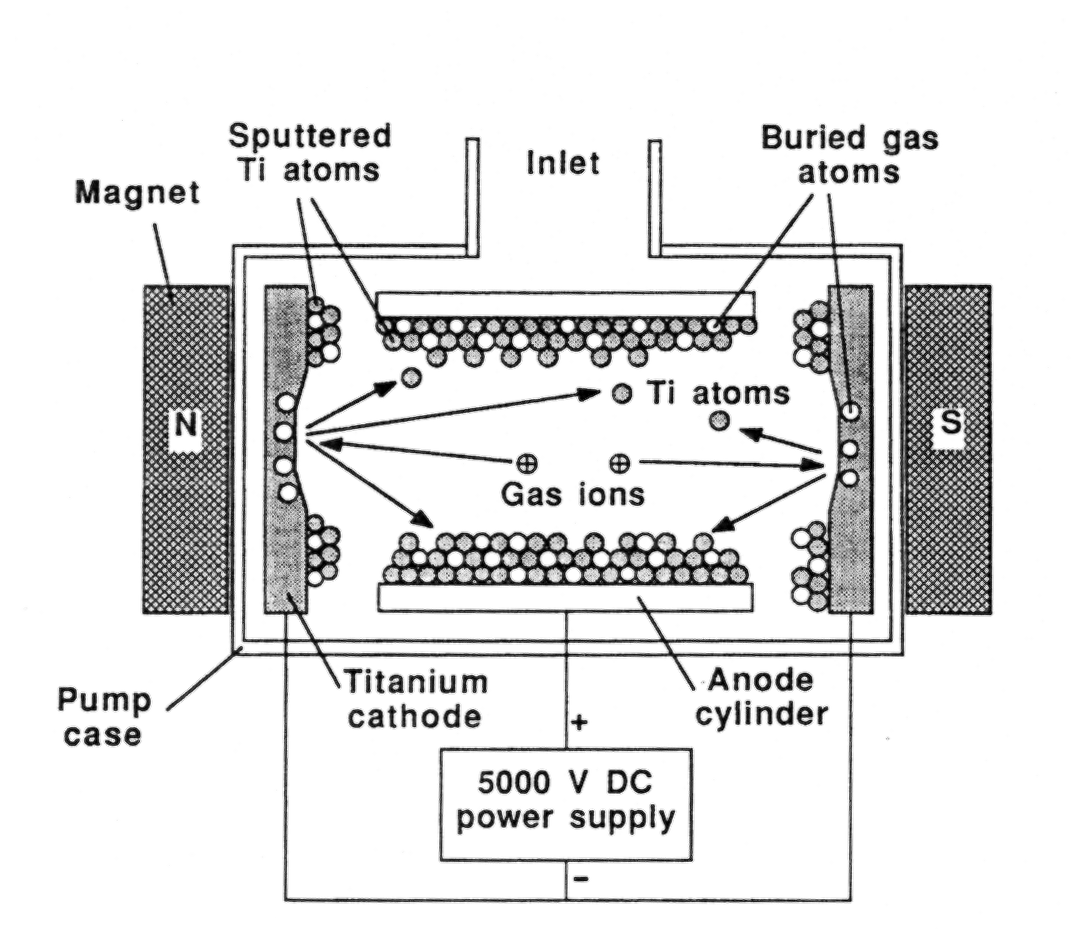 Sputtered
Ti atoms
Inlet
Buried gas
atoms
Magnet
N
Ti atoms
S
Gas ions
Pump
case
Titanium
cathode
Anode
cylinder
+
5000 V DC
power supply
-